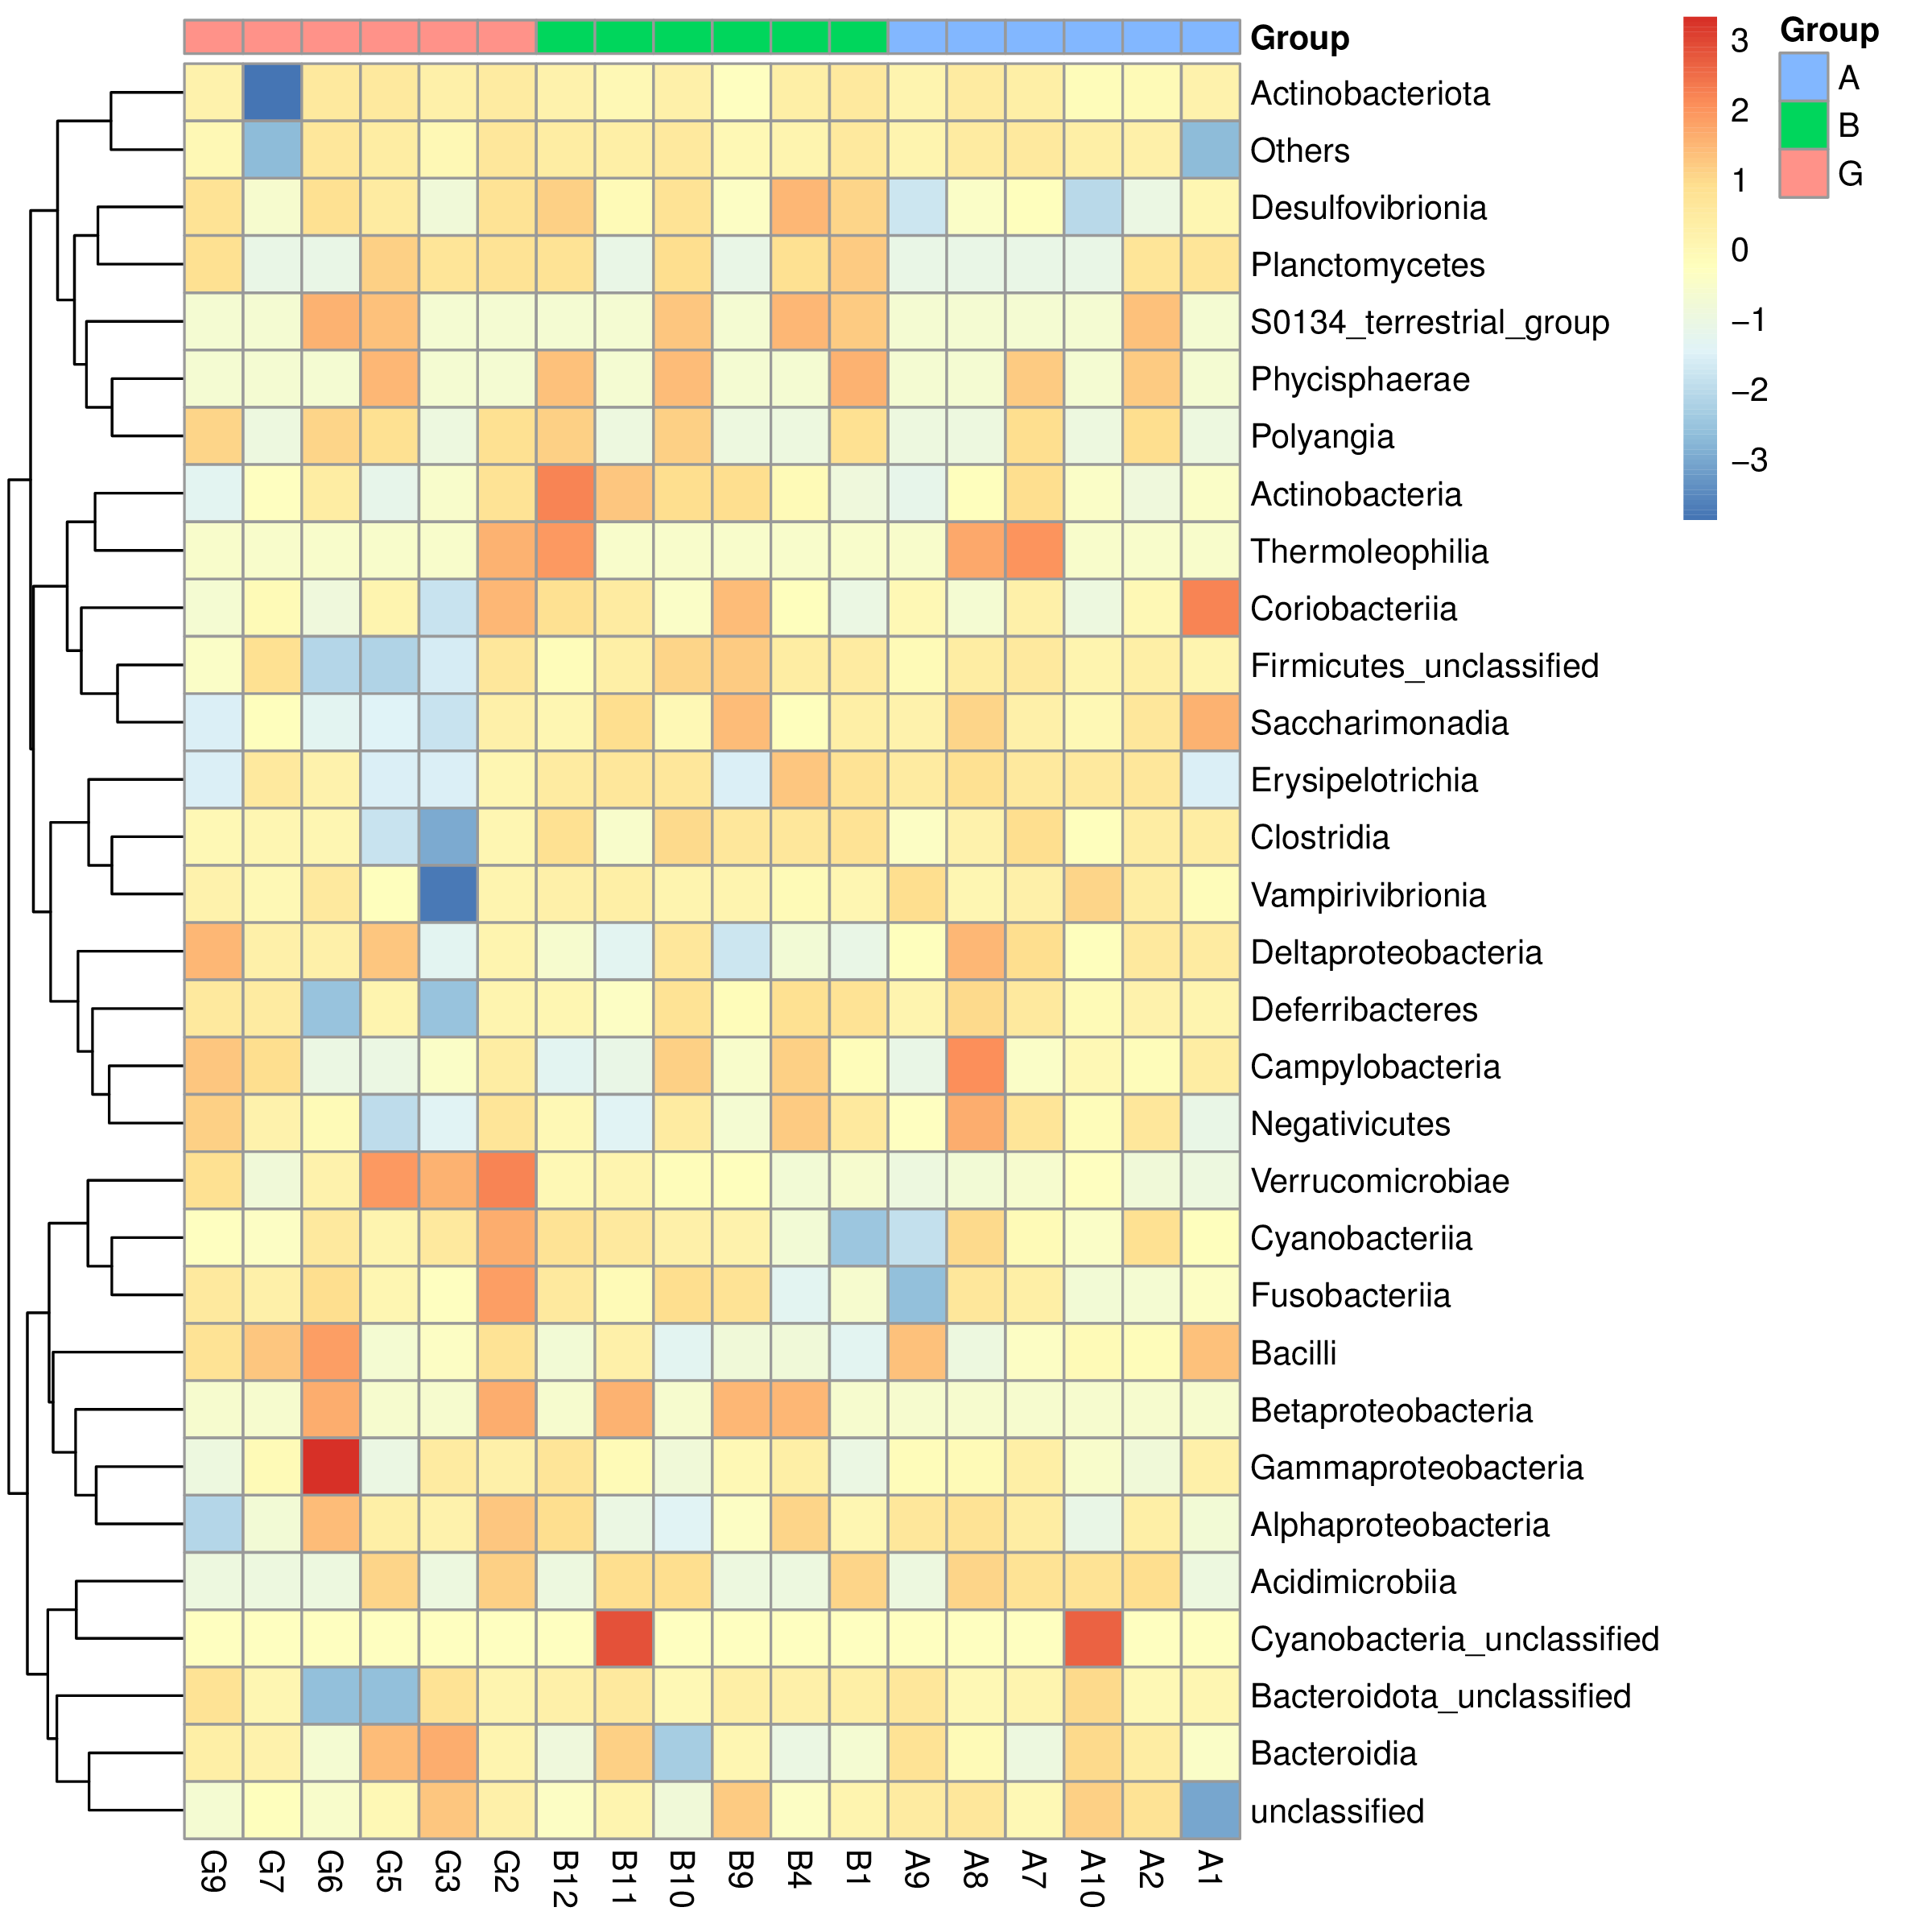 Group
Actinobacteriota
Others
Desulfovibrionia
Planctomycetes
S0134_terrestrial_group
Phycisphaerae
Polyangia
Actinobacteria
Thermoleophilia
Coriobacteriia
Firmicutes_unclassified
Saccharimonadia
Erysipelotrichia
Clostridia
Vampirivibrionia
Deltaproteobacteria
Deferribacteres
Campylobacteria
Negativicutes
Verrucomicrobiae
Cyanobacteriia
Fusobacteriia
Bacilli
Betaproteobacteria
Gammaproteobacteria
Alphaproteobacteria
Acidimicrobiia
Cyanobacteria_unclassified
Bacteroidota_unclassified
Bacteroidia
unclassified
G9 G7 G6 G5 G3 G2 B12 B11 B10 B9 B4 B1 A9 A8 A7 A10 A2 A1
3
2
1
0
−1
−2
−3
Group
A
B
G